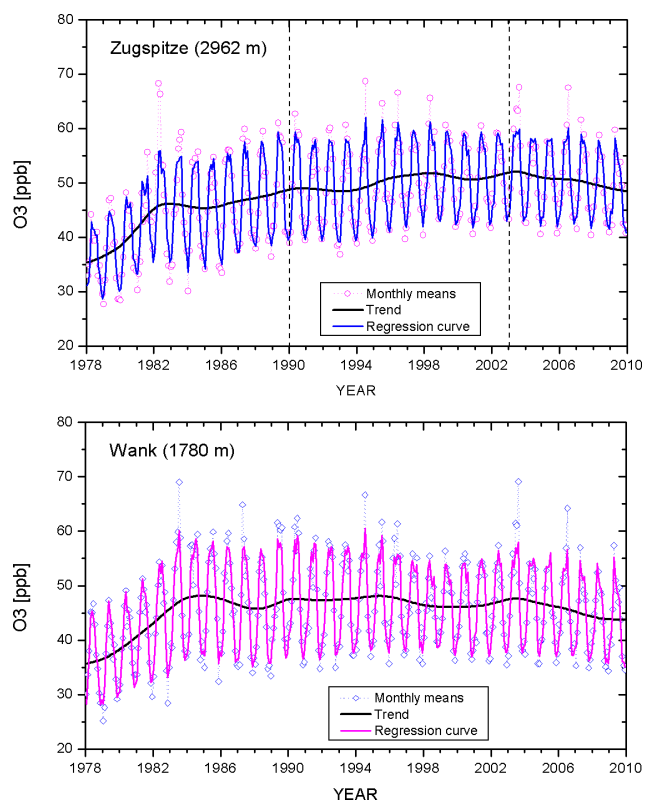 80
Zugspitze (2962 m)
70
60
50
O3 [ppb]
40
30
Monthly means
Trend
Regression curve
20
1978 1982 1986 1990 1994 1998 2002 2006 2010
YEAR
80
Wank (1780 m)
70
60
50
O3 [ppb]
40
30
Monthly means
Trend
Regression curve
20
1978 1982 1986 1990 1994 1998 2002 2006 2010
YEAR